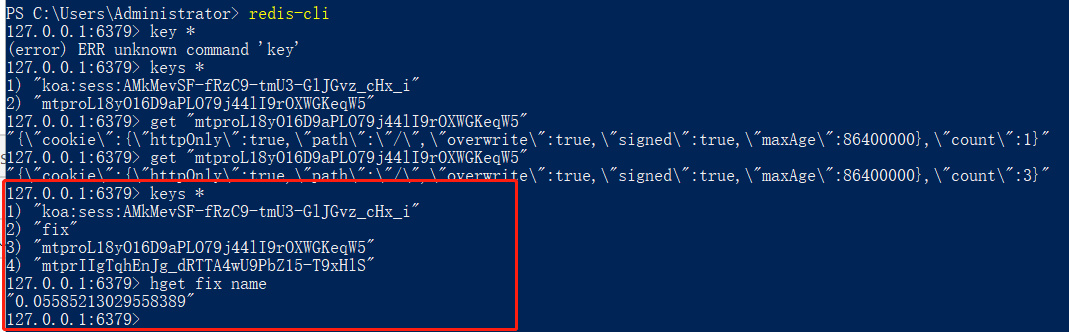 PS C:\Users\Administrator> redis-cli
127.0.0.1:6379> key *
(error) ERR unknown command 'key'
127.0.0.1:6379> keys *
1) "koa:sess:AMkMevSF-fRzC9-tmU3-GlJGvz_cHx_i"
2) "mtproL18yO16D9aPLO79j44lI9rOXWGKeqW5"
127.0.0.1:6379> get "mtproL18yO16D9aPLO79j44lI9rOXWGKeqW5"
"{\"cookie\":{\"httpOnly\":true,\"path\":\"/\",\"overwrite\":true,\"signed\":true,\"maxAge\":86400000},\"count\":1}"
127.0.0.1:6379> get "mtproL18yO16D9aPLO79j44lI9rOXWGKeqW5"
"{\"cookie\":{\"httpOnly\":true,\"path\":\"/\",\"overwrite\":true,\"signed\":true,\"maxAge\":86400000},\"count\":3}"
127.0.0.1:6379> keys *
1) "koa:sess:AMkMevSF-fRzC9-tmU3-GlJGvz_cHx_i"
2) "fix"
3) "mtproL18yO16D9aPLO79j44lI9rOXWGKeqW5"
4) "mtprIIgTqhEnJg_dRTTA4wU9PbZ15-T9xHlS"
127.0.0.1:6379> hget fix name
"0.05585213029558389"
127.0.0.1:6379>